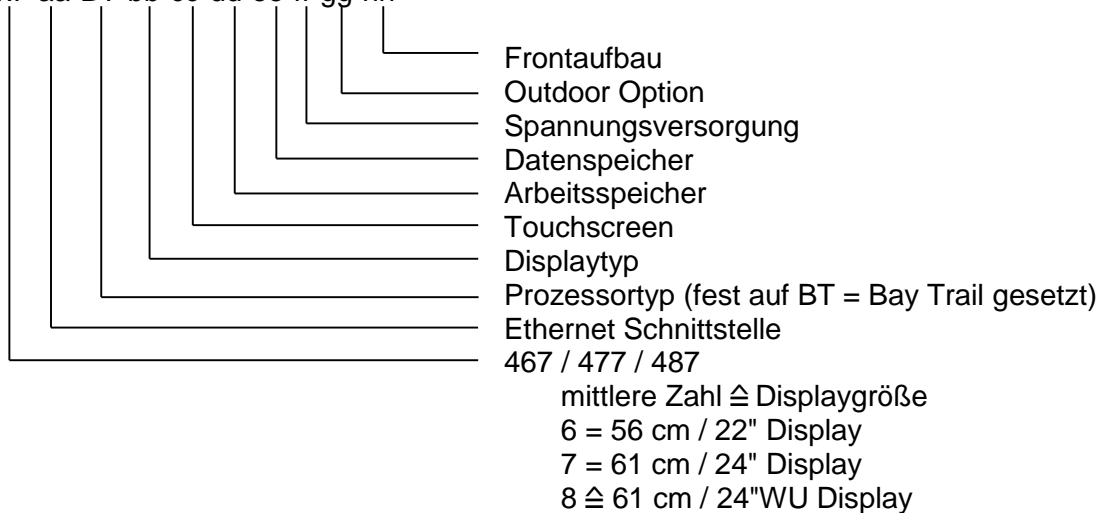 Frontaufbau
Outdoor Option
Spannungsversorgung
Datenspeicher
Arbeitsspeicher
Touchscreen
Displaytyp
Prozessortyp (fest auf BT = Bay Trail gesetzt)
Ethernet Schnittstelle
467 / 477 / 487
mittlere Zahl ≙ Displaygröße
6 = 56 cm / 22" Display
7 = 61 cm / 24" Display
8 ≙ 61 cm / 24"WU Display